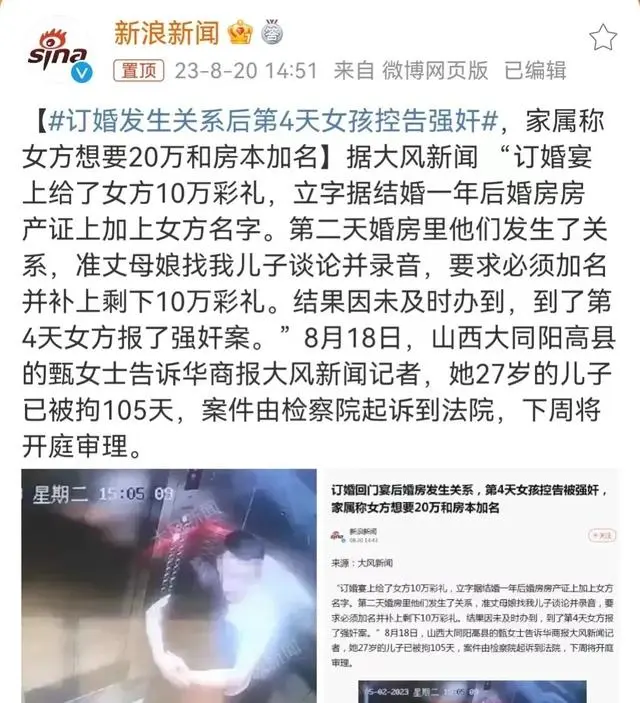 sina
新浪新闻
答
置顶 23-8-20 14:51 来自 微博网页版 已编辑
【#订婚发生关系后第4天女孩控告强奸#，家属称
女方想要20万和房本加名】据大风新闻 “订婚宴
上给了女方10万彩礼，立字据结婚一年后婚房房
产证上加上女方名字。第二天婚房里他们发生了关
系，准丈母娘找我儿子谈论并录音，要求必须加名
并补上剩下10万彩礼。结果因未及时办到，到了第
4天女方报了强奸案。”8月18日，山西大同阳高县
的甄女士告诉华商报大风新闻记者，她27岁的儿子
已被拘105天，案件由检察院起诉到法院，下周将
开庭审理。
星期二 15:05 09
大风新闻
大风新闻
订婚回门宴后婚房发生关系，第4天女孩控告被强奸，
家属称女方想要20万和房本加名
sina
新浪新闻
+关注
来源：大风新闻
“订婚宴上给了女方10万彩礼，立字据结婚一年后婚房房产证上加上女方
名字。第二天婚房里他们发生了关系，准丈母娘找我儿子谈论并录音，要
求必须加名并补上剩下10万彩礼。结果因未及时办到，到了第4天女方报
了强奸案。”8月18日，山西大同阳高县的甄女士告诉华商报大风新闻记
者，她27岁的儿子已被拘105天，案件由检察院起诉到法院，下周将开庭
审理。
05-02-2023 星期二 15:05 09